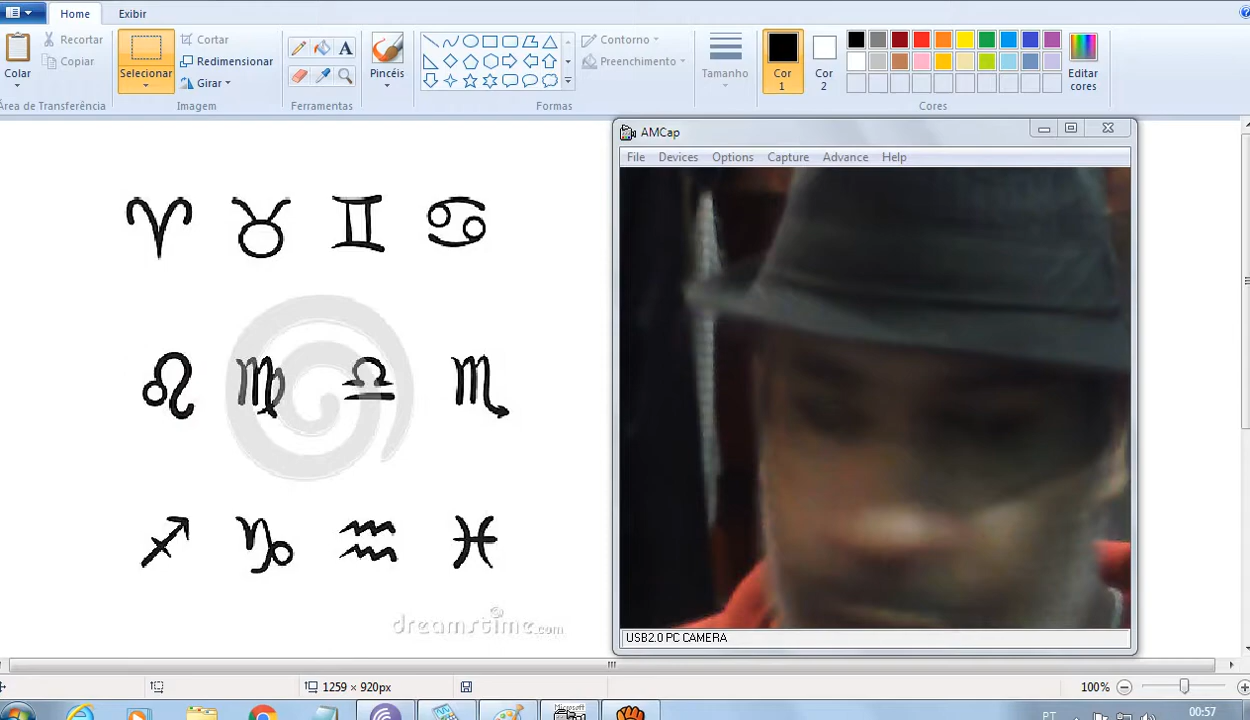 Home Exibir
Colar
Recortar
Copiar
Área de Transferência
Selecionar
Cortar
Redimensionar
Girar
Imagem
A
Ferramentas
Pincéis
Formas
Contorno
Preenchimento
Tamanho
Cor 1
Cor 2
Cores
Editar cores
AMCap
File Devices Options Capture Advance Help
♈ ♉ ♊ ♋
♌ ♍ ♎ ♏
♐ ♑ ♒ ♓
dreamstime.com
USB2.0 PC CAMERA
1259 × 920px
100%
PT
00:57